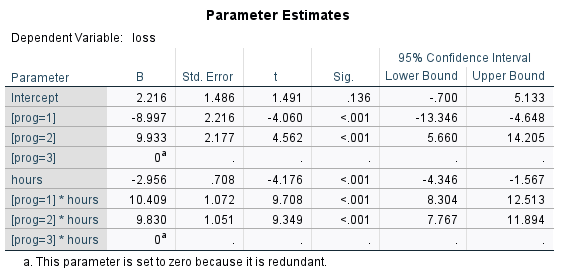 Parameter Estimates
Dependent Variable: loss
95% Confidence Interval
Parameter B Std. Error t Sig. Lower Bound Upper Bound
Intercept 2.216 1.486 1.491 .136 -.700 5.133
[prog=1] -8.997 2.216 -4.060 <.001 -13.346 -4.648
[prog=2] 9.933 2.177 4.562 <.001 5.660 14.205
[prog=3] 0a . . . . .
hours -2.956 .708 -4.176 <.001 -4.346 -1.567
[prog=1] * hours 10.409 1.072 9.708 <.001 8.304 12.513
[prog=2] * hours 9.830 1.051 9.349 <.001 7.767 11.894
[prog=3] * hours 0a . . . . .
a. This parameter is set to zero because it is redundant.